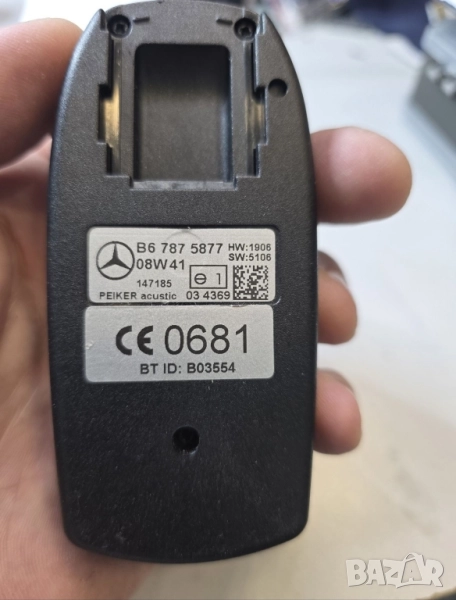 B6 787 5877 HW:1906
08W41 SW:5106
147185 e 1
PEIKER acustic 03 4369
CE 0681
BT ID: B03554
BAZAR